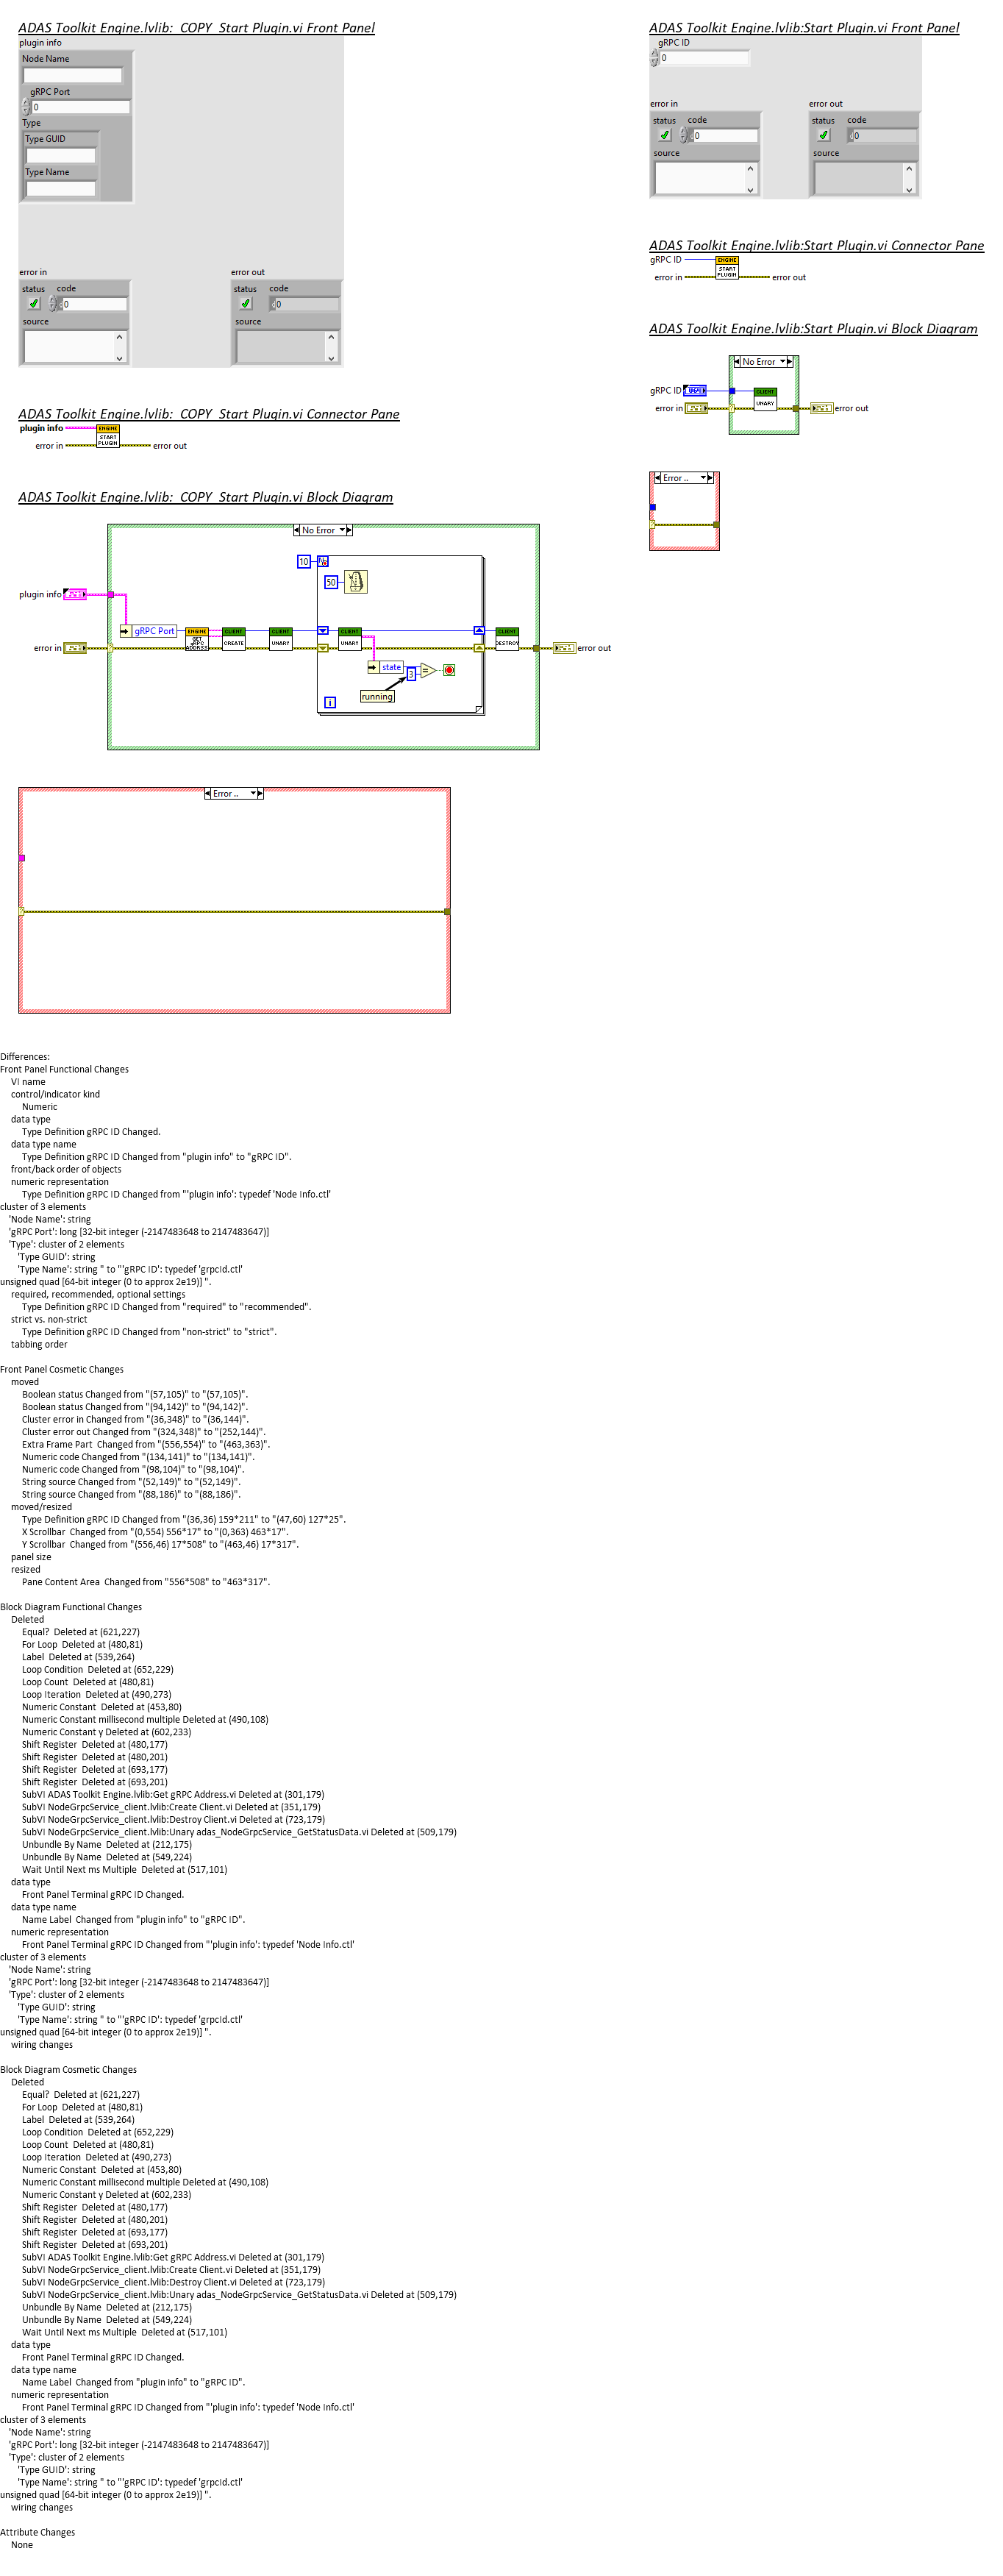 ADAS Toolkit Engine.lvlib:_COPY_Start Plugin.vi Front Panel
plugin info
Node Name
gRPC Port
0
Type
Type GUID
Type Name
error in
status
code
0
source
error out
status
code
d0
source
ADAS Toolkit Engine.lvlib:_COPY_Start Plugin.vi Connector Pane
plugin info
ENGINE
START
PLUGIN
error in
error out
ADAS Toolkit Engine.lvlib:_COPY_Start Plugin.vi Block Diagram
No Error
10
N
50
plugin info
gRPC Port
ENGINE
GET
GRPC
ADDRESS
CLIENT
CREATE
CLIENT
UNARY
CLIENT
UNARY
CLIENT
DESTROY
error in
error out
state
3
=
running
i
Error ..
ADAS Toolkit Engine.lvlib:Start Plugin.vi Front Panel
gRPC ID
0
error in
status
code
d0
source
error out
status
code
d0
source
ADAS Toolkit Engine.lvlib:Start Plugin.vi Connector Pane
gRPC ID
ENGINE
START
PLUGIN
error in
error out
ADAS Toolkit Engine.lvlib:Start Plugin.vi Block Diagram
No Error
gRPC ID
CLIENT
UNARY
error in
error out
Error ..
Differences:
Front Panel Functional Changes
VI name
control/indicator kind
Numeric
data type
Type Definition gRPC ID Changed.
data type name
Type Definition gRPC ID Changed from "plugin info" to "gRPC ID".
front/back order of objects
numeric representation
Type Definition gRPC ID Changed from "'plugin info': typedef 'Node Info.ctl'
cluster of 3 elements
'Node Name': string
'gRPC Port': long [32-bit integer (-2147483648 to 2147483647)]
'Type': cluster of 2 elements
'Type GUID': string
'Type Name': string " to "'gRPC ID': typedef 'grpcId.ctl'
unsigned quad [64-bit integer (0 to approx 2e19)] ".
required, recommended, optional settings
Type Definition gRPC ID Changed from "required" to "recommended".
strict vs. non-strict
Type Definition gRPC ID Changed from "non-strict" to "strict".
tabbing order
Front Panel Cosmetic Changes
moved
Boolean status Changed from "(57,105)" to "(57,105)".
Boolean status Changed from "(94,142)" to "(94,142)".
Cluster error in Changed from "(36,348)" to "(36,144)".
Cluster error out Changed from "(324,348)" to "(252,144)".
Extra Frame Part  Changed from "(556,554)" to "(463,363)".
Numeric code Changed from "(134,141)" to "(134,141)".
Numeric code Changed from "(98,104)" to "(98,104)".
String source Changed from "(52,149)" to "(52,149)".
String source Changed from "(88,186)" to "(88,186)".
moved/resized
Type Definition gRPC ID Changed from "(36,36) 159*211" to "(47,60) 127*25".
X Scrollbar  Changed from "(0,554) 556*17" to "(0,363) 463*17".
Y Scrollbar  Changed from "(556,46) 17*508" to "(463,46) 17*317".
panel size
resized
Pane Content Area  Changed from "556*508" to "463*317".
Block Diagram Functional Changes
Deleted
Equal?  Deleted at (621,227)
For Loop  Deleted at (480,81)
Label  Deleted at (539,264)
Loop Condition  Deleted at (652,229)
Loop Count  Deleted at (480,81)
Loop Iteration  Deleted at (490,273)
Numeric Constant  Deleted at (453,80)
Numeric Constant millisecond multiple Deleted at (490,108)
Numeric Constant y Deleted at (602,233)
Shift Register  Deleted at (480,177)
Shift Register  Deleted at (480,201)
Shift Register  Deleted at (693,177)
Shift Register  Deleted at (693,201)
SubVI ADAS Toolkit Engine.lvlib:Get gRPC Address.vi Deleted at (301,179)
SubVI NodeGrpcService_client.lvlib:Create Client.vi Deleted at (351,179)
SubVI NodeGrpcService_client.lvlib:Destroy Client.vi Deleted at (723,179)
SubVI NodeGrpcService_client.lvlib:Unary adas_NodeGrpcService_GetStatusData.vi Deleted at (509,179)
Unbundle By Name  Deleted at (212,175)
Unbundle By Name  Deleted at (549,224)
Wait Until Next ms Multiple  Deleted at (517,101)
data type
Front Panel Terminal gRPC ID Changed.
data type name
Name Label  Changed from "plugin info" to "gRPC ID".
numeric representation
Front Panel Terminal gRPC ID Changed from "'plugin info': typedef 'Node Info.ctl'
cluster of 3 elements
'Node Name': string
'gRPC Port': long [32-bit integer (-2147483648 to 2147483647)]
'Type': cluster of 2 elements
'Type GUID': string
'Type Name': string " to "'gRPC ID': typedef 'grpcId.ctl'
unsigned quad [64-bit integer (0 to approx 2e19)] ".
wiring changes
Block Diagram Cosmetic Changes
Deleted
Equal?  Deleted at (621,227)
For Loop  Deleted at (480,81)
Label  Deleted at (539,264)
Loop Condition  Deleted at (652,229)
Loop Count  Deleted at (480,81)
Loop Iteration  Deleted at (490,273)
Numeric Constant  Deleted at (453,80)
Numeric Constant millisecond multiple Deleted at (490,108)
Numeric Constant y Deleted at (602,233)
Shift Register  Deleted at (480,177)
Shift Register  Deleted at (480,201)
Shift Register  Deleted at (693,177)
Shift Register  Deleted at (693,201)
SubVI ADAS Toolkit Engine.lvlib:Get gRPC Address.vi Deleted at (301,179)
SubVI NodeGrpcService_client.lvlib:Create Client.vi Deleted at (351,179)
SubVI NodeGrpcService_client.lvlib:Destroy Client.vi Deleted at (723,179)
SubVI NodeGrpcService_client.lvlib:Unary adas_NodeGrpcService_GetStatusData.vi Deleted at (509,179)
Unbundle By Name  Deleted at (212,175)
Unbundle By Name  Deleted at (549,224)
Wait Until Next ms Multiple  Deleted at (517,101)
data type
Front Panel Terminal gRPC ID Changed.
data type name
Name Label  Changed from "plugin info" to "gRPC ID".
numeric representation
Front Panel Terminal gRPC ID Changed from "'plugin info': typedef 'Node Info.ctl'
cluster of 3 elements
'Node Name': string
'gRPC Port': long [32-bit integer (-2147483648 to 2147483647)]
'Type': cluster of 2 elements
'Type GUID': string
'Type Name': string " to "'gRPC ID': typedef 'grpcId.ctl'
unsigned quad [64-bit integer (0 to approx 2e19)] ".
wiring changes
Attribute Changes
None